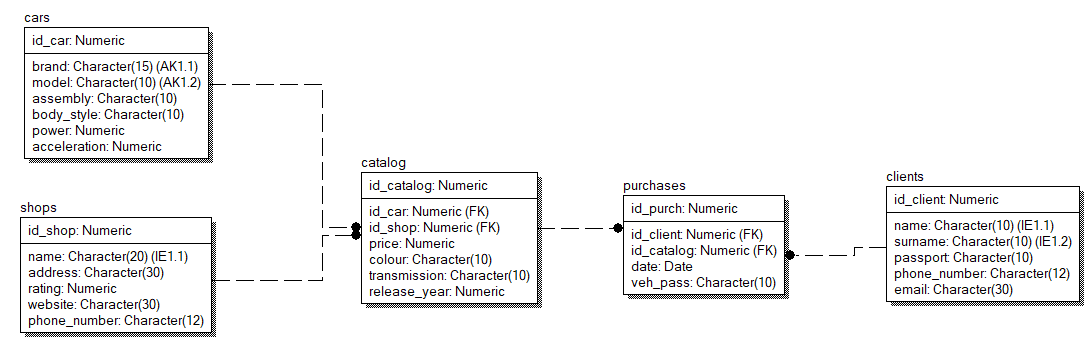 cars
id_car: Numeric
brand: Character(15) (AK1.1)
model: Character(10) (AK1.2)
assembly: Character(10)
body_style: Character(10)
power: Numeric
acceleration: Numeric
shops
id_shop: Numeric
name: Character(20) (IE1.1)
address: Character(30)
rating: Numeric
website: Character(30)
phone_number: Character(12)
catalog
id_catalog: Numeric
id_car: Numeric (FK)
id_shop: Numeric (FK)
price: Numeric
colour: Character(10)
transmission: Character(10)
release_year: Numeric
purchases
id_purch: Numeric
id_client: Numeric (FK)
id_catalog: Numeric (FK)
date: Date
veh_pass: Character(10)
clients
id_client: Numeric
name: Character(10) (IE1.1)
surname: Character(10) (IE1.2)
passport: Character(10)
phone_number: Character(12)
email: Character(30)